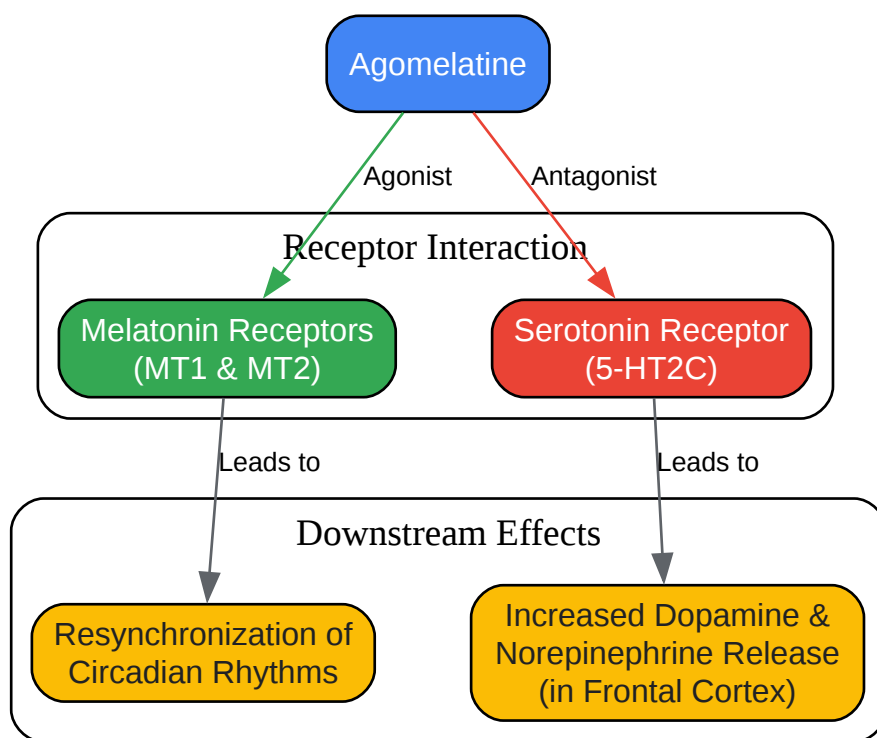 Agomelatine
Agonist
Antagonist
Receptor Interaction
Melatonin Receptors
(MT1 & MT2)
Serotonin Receptor
(5-HT2C)
Leads to
Leads to
Downstream Effects
Resynchronization of
Circadian Rhythms
Increased Dopamine &
Norepinephrine Release
(in Frontal Cortex)